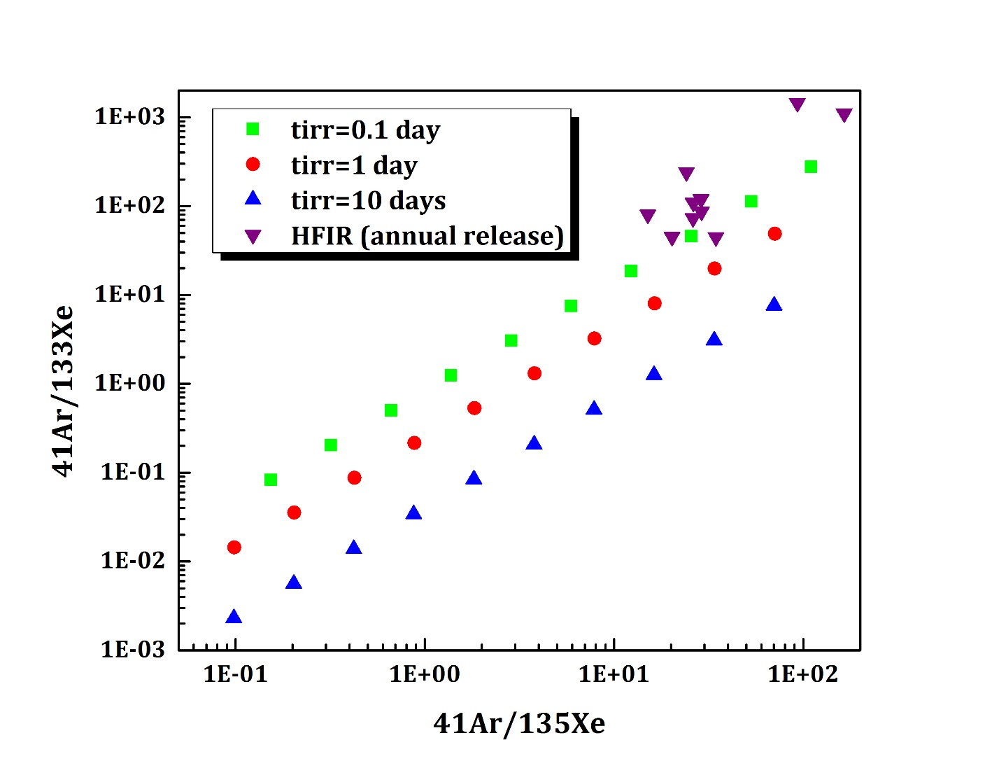 tirr=0.1 day
tirr=1 day
tirr=10 days
HFIR (annual release)
1E+03
1E+02
1E+01
1E+00
1E-01
1E-02
1E-03
41Ar/133Xe
1E-01 1E+00 1E+01 1E+02
41Ar/135Xe